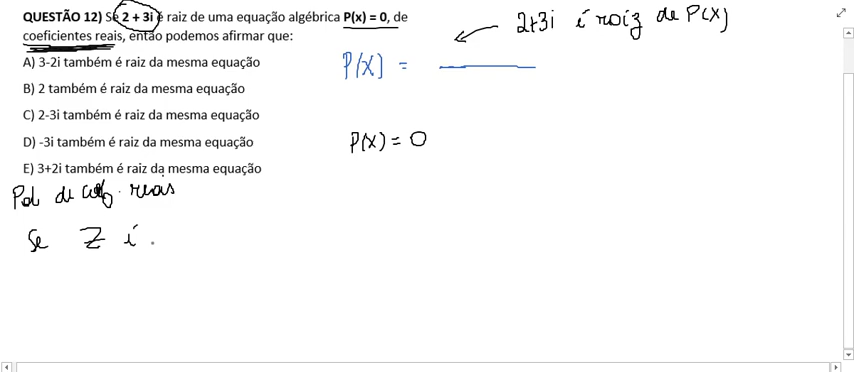 QUESTÃO 12) Se 2 + 3i é raiz de uma equação algébrica P(x) = 0, de
coeficientes reais, então podemos afirmar que:
A) 3-2i também é raiz da mesma equação
B) 2 também é raiz da mesma equação
C) 2-3i também é raiz da mesma equação
D) -3i também é raiz da mesma equação
E) 3+2i também é raiz da mesma equação
2+3i é raiz de P(x)
P(x) =
P(x) = 0
Pol de coef. reais
Se Z é